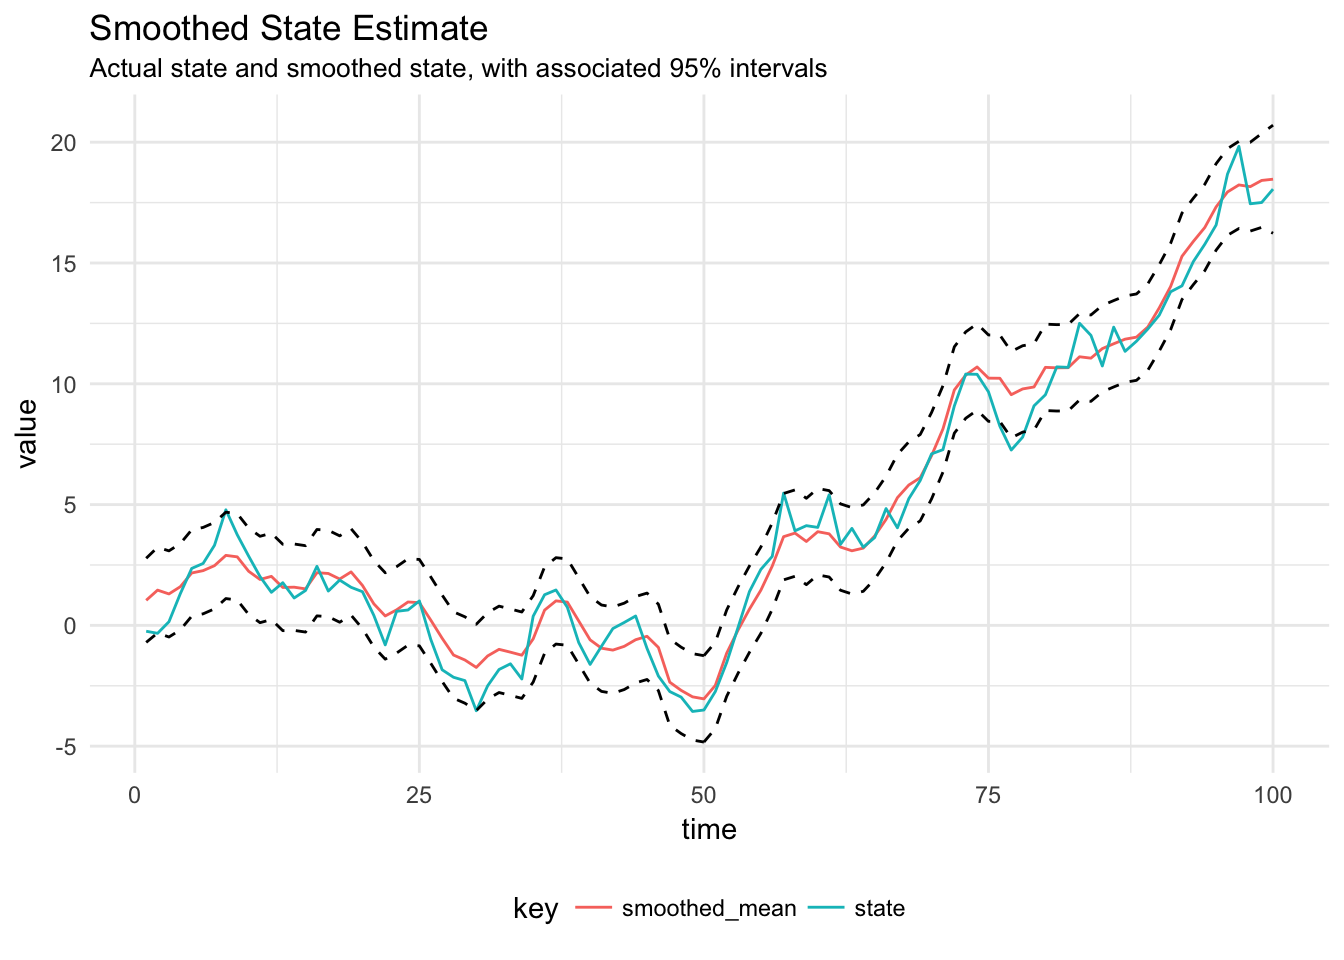 Smoothed State Estimate
Actual state and smoothed state, with associated 95% intervals
20
15
10
5
0
-5
value
0 25 50 75 100
time
key smoothed_mean state